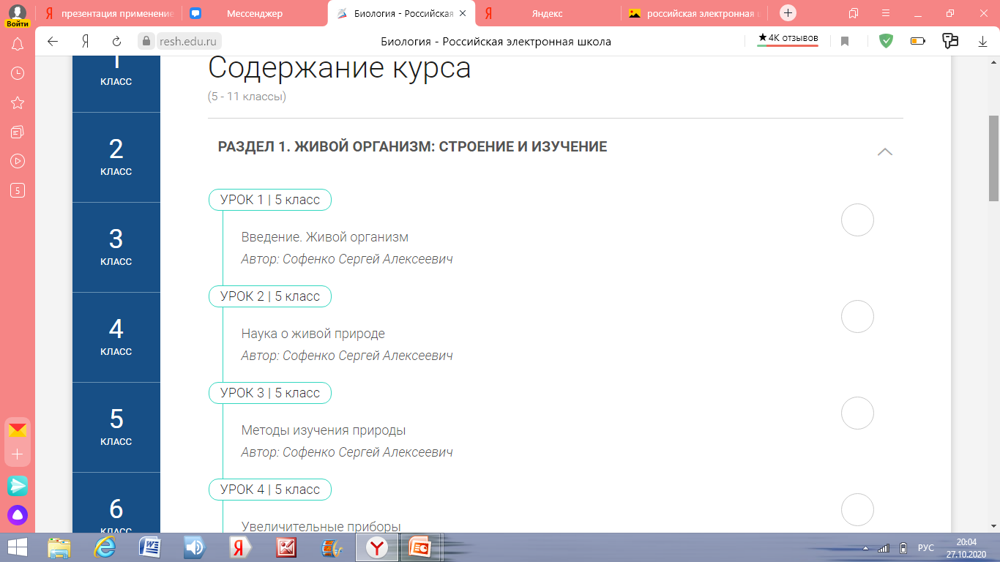 презентация применение
Мессенджер
Биология - Российская
Яндекс
российская электронная
Войти
resh.edu.ru
Биология - Российская электронная школа
★4К отзывов
5
1
КЛАСС
2
КЛАСС
3
КЛАСС
4
КЛАСС
5
КЛАСС
6
КЛАСС
Содержание курса
(5 - 11 классы)
РАЗДЕЛ 1. ЖИВОЙ ОРГАНИЗМ: СТРОЕНИЕ И ИЗУЧЕНИЕ
УРОК 1 | 5 класс
Введение. Живой организм
Автор: Софенко Сергей Алексеевич
УРОК 2 | 5 класс
Наука о живой природе
Автор: Софенко Сергей Алексеевич
УРОК 3 | 5 класс
Методы изучения природы
Автор: Софенко Сергей Алексеевич
УРОК 4 | 5 класс
Увеличительные приборы
РУС
20:04
27.10.2020